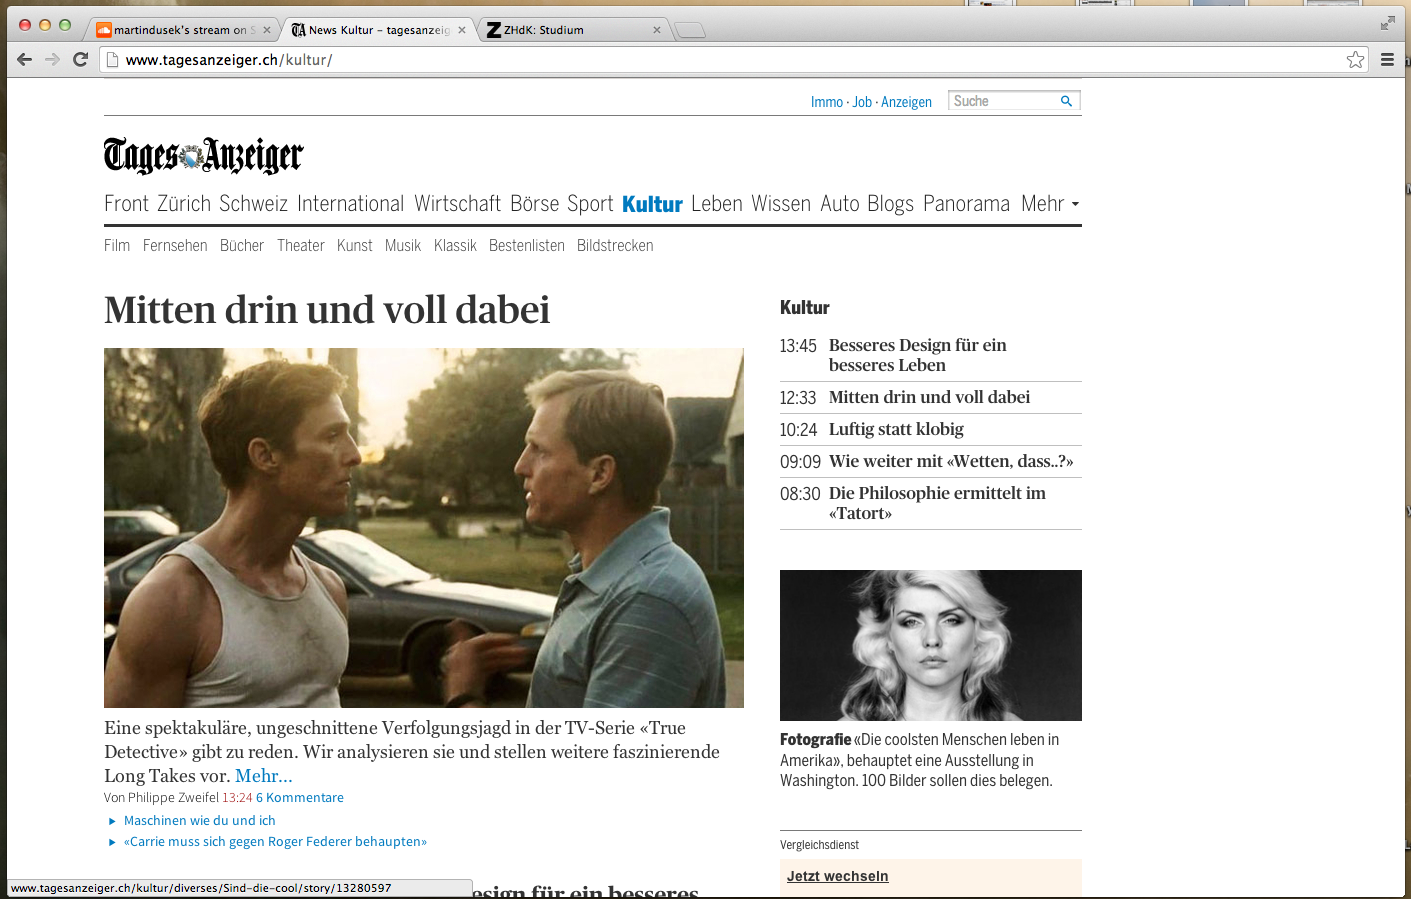 martindusek's stream on S
News Kultur – tagesanzeig
ZHdK: Studium
www.tagesanzeiger.ch/kultur/
Immo · Job · Anzeigen
Suche
Tages Anzeiger
Front Zürich Schweiz International Wirtschaft Börse Sport Kultur Leben Wissen Auto Blogs Panorama Mehr
Film Fernsehen Bücher Theater Kunst Musik Klassik Bestenlisten Bildstrecken
Mitten drin und voll dabei
Eine spektakuläre, ungeschnittene Verfolgungsjagd in der TV-Serie «True
Detective» gibt zu reden. Wir analysieren sie und stellen weitere faszinierende
Long Takes vor. Mehr...
Von Philippe Zweifel 13:24 6 Kommentare
Maschinen wie du und ich
«Carrie muss sich gegen Roger Federer behaupten»
esign für ein besseres
Kultur
13:45 Besseres Design für ein
besseres Leben
12:33 Mitten drin und voll dabei
10:24 Luftig statt klobig
09:09 Wie weiter mit «Wetten, dass..?»
08:30 Die Philosophie ermittelt im
«Tatort»
Fotografie «Die coolsten Menschen leben in
Amerika», behauptet eine Ausstellung in
Washington. 100 Bilder sollen dies belegen.
Vergleichsdienst
Jetzt wechseln
www.tagesanzeiger.ch/kultur/diverses/Sind-die-cool/story/13280597